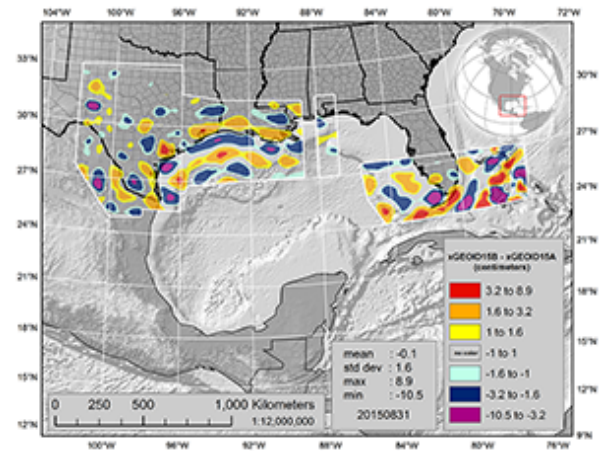 104°W 100°W 96°W 92°W 88°W 84°W 80°W 76°W 72°W
33°N 30°N
30°N 27°N
27°N 24°N
24°N 21°N
21°N
18°N 15°N
15°N 12°N
12°N 9°N
xGEOID15B - xGEOID15A
(centimeters)
3.2 to 8.9
1.6 to 3.2
1 to 1.6
no color -1 to 1
-1.6 to -1
-3.2 to -1.6
-10.5 to -3.2
mean : -0.1
std dev : 1.6
max : 8.9
min : -10.5
20150831
0 250 500 1,000 Kilometers
1:12,000,000
100°W 96°W 92°W 88°W 84°W 80°W 76°W